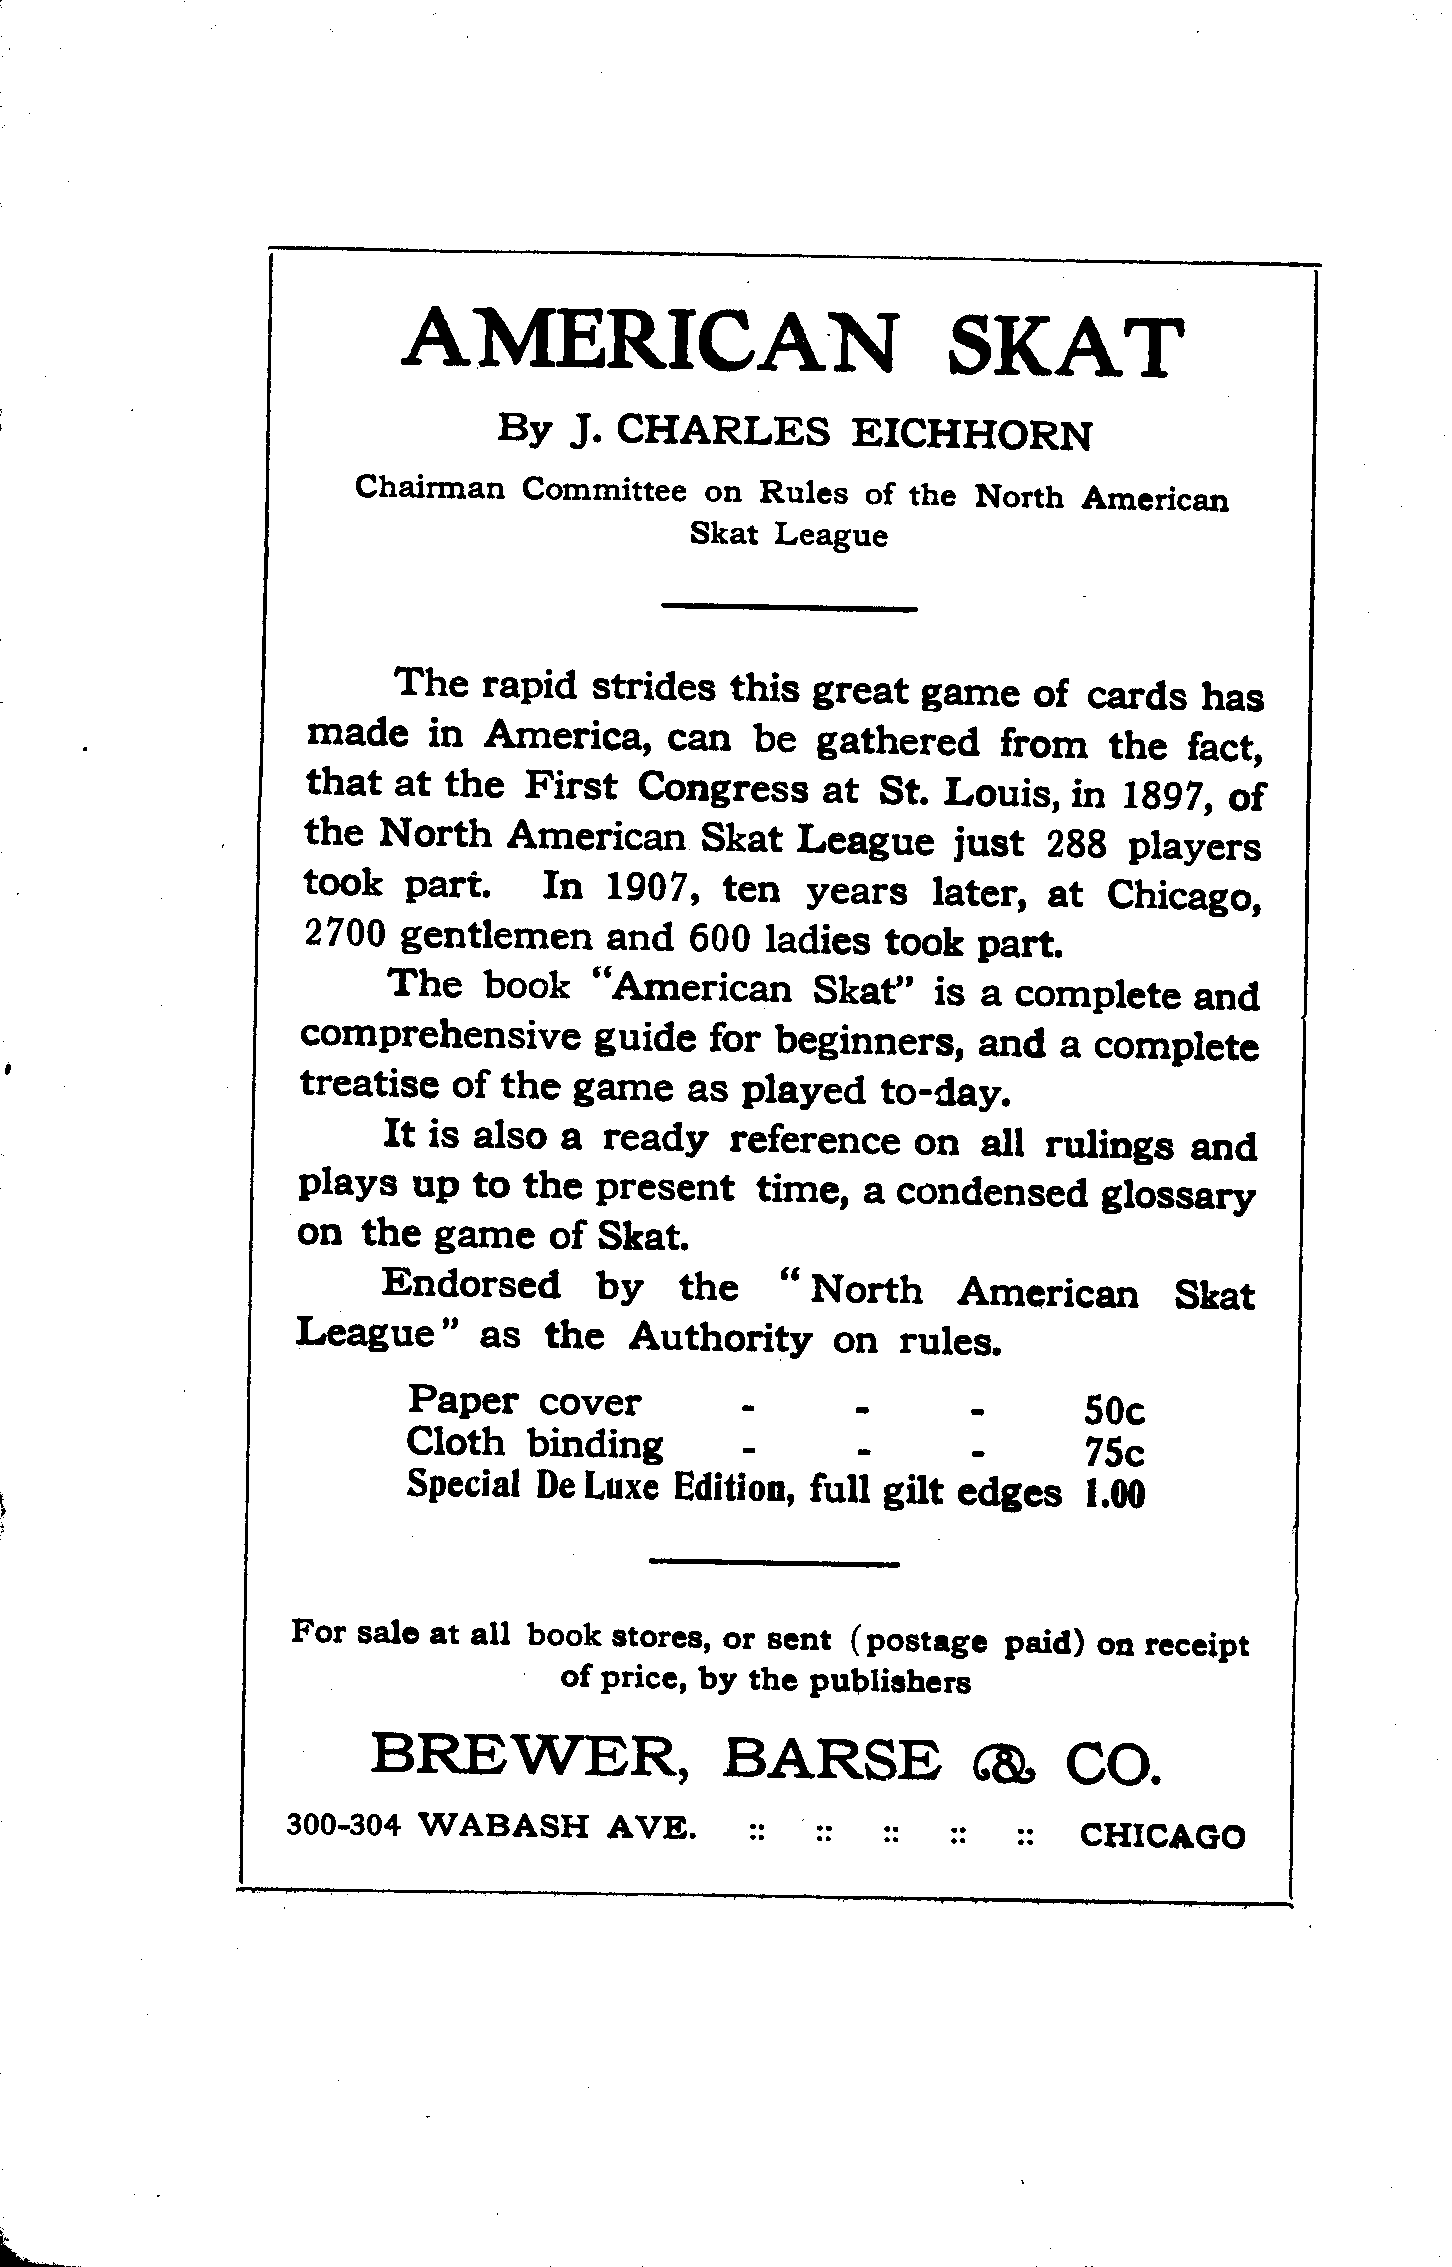 AMERICAN SKAT
By J. CHARLES EICHHORN
Chairman Committee on Rules of the North American
Skat League
The rapid strides this great game of cards has
made in America, can be gathered from the fact,
that at the First Congress at St. Louis, in 1897, of
the North American Skat League just 288 players
took part. In 1907, ten years later, at Chicago,
2700 gentlemen and 600 ladies took part.
The book “American Skat” is a complete and
comprehensive guide for beginners, and a complete
treatise of the game as played to-day.
It is also a ready reference on all rulings and
plays up to the present time, a condensed glossary
on the game of Skat.
Endorsed by the “ North American Skat
League” as the Authority on rules.
Paper cover - - - 50c
Cloth binding - - - 75c
Special De Luxe Edition, full gilt edges 1.00
For sale at all book stores, or sent (postage paid) on receipt
of price, by the publishers
BREWER, BARSE & CO.
300-304 WABASH AVE. :: :: :: :: :: CHICAGO